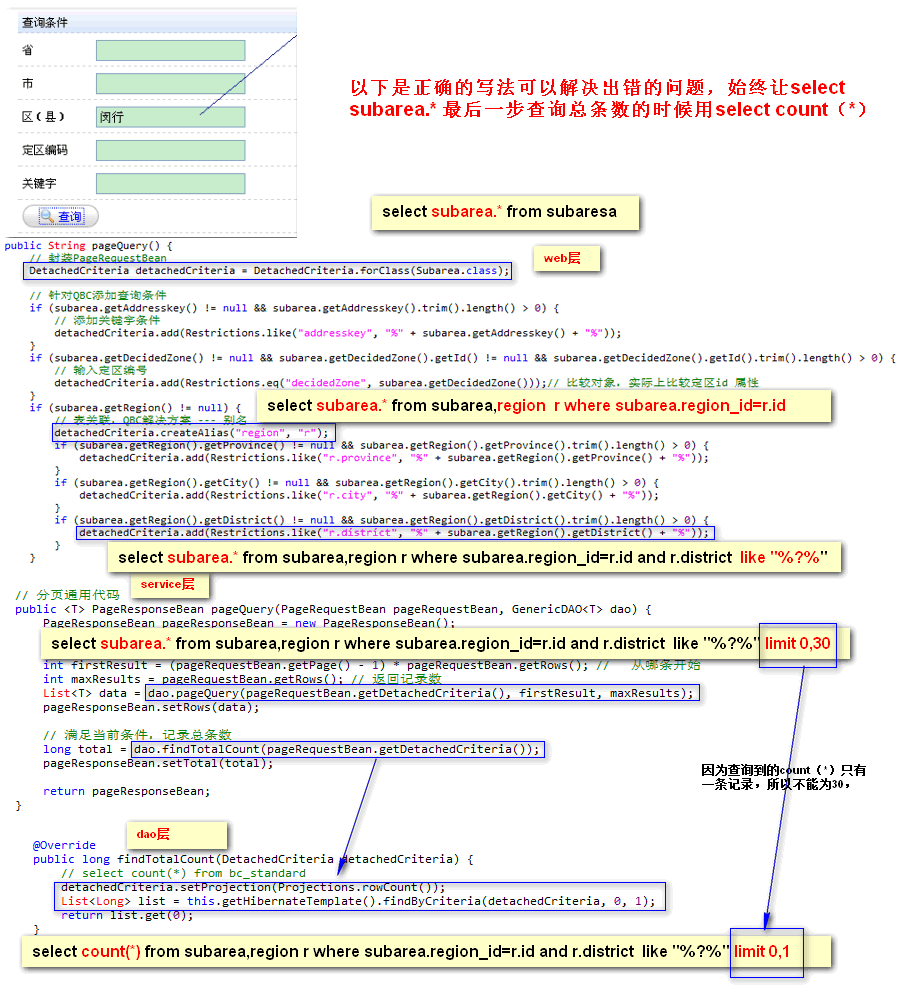 查询条件
省
市
区（县）
闵行
定区编码
关键字
查询
以下是正确的写法可以解决出错的问题，始终让select
subarea.* 最后一步查询总条数的时候用select count（*）
select subarea.* from subaresa
public String pageQuery() {
// 封装PageRequestBean
web层
DetachedCriteria detachedCriteria = DetachedCriteria.forClass(Subarea.class);
// 针对QBC添加查询条件
if (subarea.getAddresskey() != null && subarea.getAddresskey().trim().length() > 0) {
// 添加关键字条件
detachedCriteria.add(Restrictions.like("addresskey", "%" + subarea.getAddresskey() + "%"));
}
if (subarea.getDecidedZone() != null && subarea.getDecidedZone().getId() != null && subarea.getDecidedZone().getId().trim().length() > 0) {
// 输入定区编号
detachedCriteria.add(Restrictions.eq("decidedZone", subarea.getDecidedZone()));// 比较对象，实际上比较定区id 属性
}
select subarea.* from subarea,region r where subarea.region_id=r.id
if (subarea.getRegion() != null) {
// 表关联，QBC解决方案 --- 别名
detachedCriteria.createAlias("region", "r");
if (subarea.getRegion().getProvince() != null && subarea.getRegion().getProvince().trim().length() > 0) {
detachedCriteria.add(Restrictions.like("r.province", "%" + subarea.getRegion().getProvince() + "%"));
}
if (subarea.getRegion().getCity() != null && subarea.getRegion().getCity().trim().length() > 0) {
detachedCriteria.add(Restrictions.like("r.city", "%" + subarea.getRegion().getCity() + "%"));
}
if (subarea.getRegion().getDistrict() != null && subarea.getRegion().getDistrict().trim().length() > 0) {
detachedCriteria.add(Restrictions.like("r.district", "%" + subarea.getRegion().getDistrict() + "%"));
}
}
select subarea.* from subarea,region r where subarea.region_id=r.id and r.district like "%?%"
service层
// 分页通用代码
public <T> PageResponseBean pageQuery(PageRequestBean pageRequestBean, GenericDAO<T> dao) {
PageResponseBean pageResponseBean = new PageResponseBean();
select subarea.* from subarea,region r where subarea.region_id=r.id and r.district like "%?%" limit 0,30
int firstResult = (pageRequestBean.getPage() - 1) * pageRequestBean.getRows(); // 从哪条开始
int maxResults = pageRequestBean.getRows(); // 返回记录数
List<T> data = dao.pageQuery(pageRequestBean.getDetachedCriteria(), firstResult, maxResults);
pageResponseBean.setRows(data);
// 满足当前条件，记录总条数
long total = dao.findTotalCount(pageRequestBean.getDetachedCriteria());
pageResponseBean.setTotal(total);
因为查询到的count（*）只有
一条记录，所以不能为30，
return pageResponseBean;
}
dao层
@Override
public long findTotalCount(DetachedCriteria detachedCriteria) {
// select count(*) from bc_standard
detachedCriteria.setProjection(Projections.rowCount());
List<Long> list = this.getHibernateTemplate().findByCriteria(detachedCriteria, 0, 1);
return list.get(0);
}
select count(*) from subarea,region r where subarea.region_id=r.id and r.district like "%?%" limit 0,1